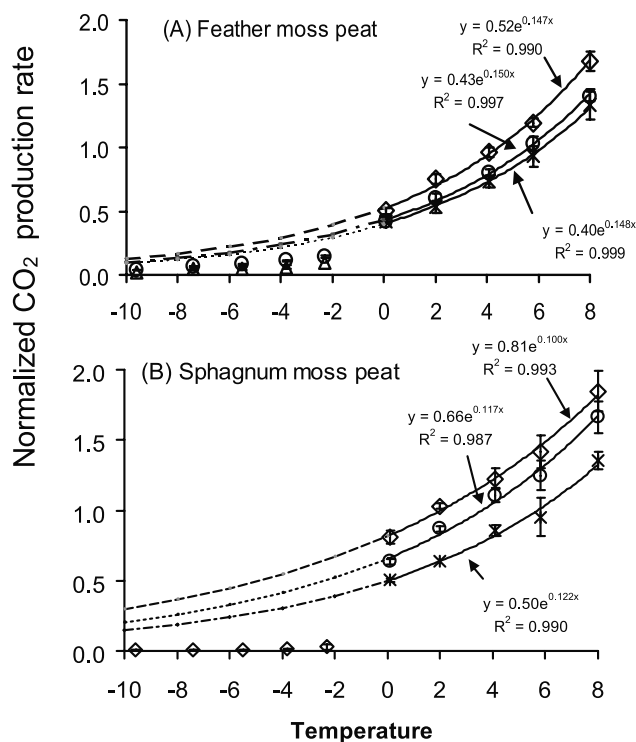 Normalized CO₂ production rate
(A) Feather moss peat
2.0
1.5
1.0
0.5
0.0
y = 0.52e^0.147x
R² = 0.990
y = 0.43e^0.150x
R² = 0.997
y = 0.40e^0.148x
R² = 0.999
-10 -8 -6 -4 -2 0 2 4 6 8
(B) Sphagnum moss peat
2.0
1.5
1.0
0.5
0.0
y = 0.81e^0.100x
R² = 0.993
y = 0.66e^0.117x
R² = 0.987
y = 0.50e^0.122x
R² = 0.990
-10 -8 -6 -4 -2 0 2 4 6 8
Temperature